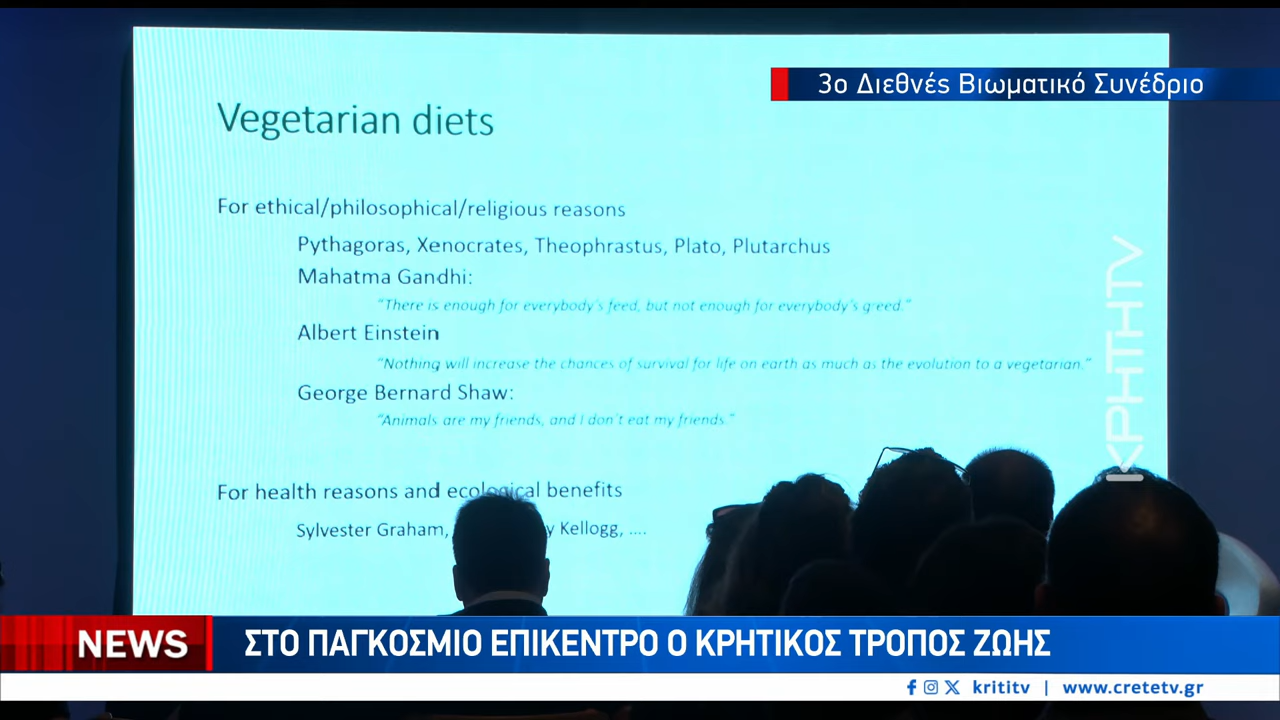 3ο Διεθνές Βιωματικό Συνέδριο
Vegetarian diets
For ethical/philosophical/religious reasons
Pythagoras, Xenocrates, Theophrastus, Plato, Plutarchus
Mahatma Gandhi:
"There is enough for everybody's feed, but not enough for everybody's greed."
Albert Einstein
"Nothing will increase the chances of survival for life on earth as much as the evolution to a vegetarian."
George Bernard Shaw:
"Animals are my friends, and I don't eat my friends."
For health reasons and ecological benefits
Sylvester Graham, Kellogg, ....
ΚΡΗΤΗTV
NEWS
ΣΤΟ ΠΑΓΚΟΣΜΙΟ ΕΠΙΚΕΝΤΡΟ Ο ΚΡΗΤΙΚΟΣ ΤΡΟΠΟΣ ΖΩΗΣ
krititv | www.cretetv.gr